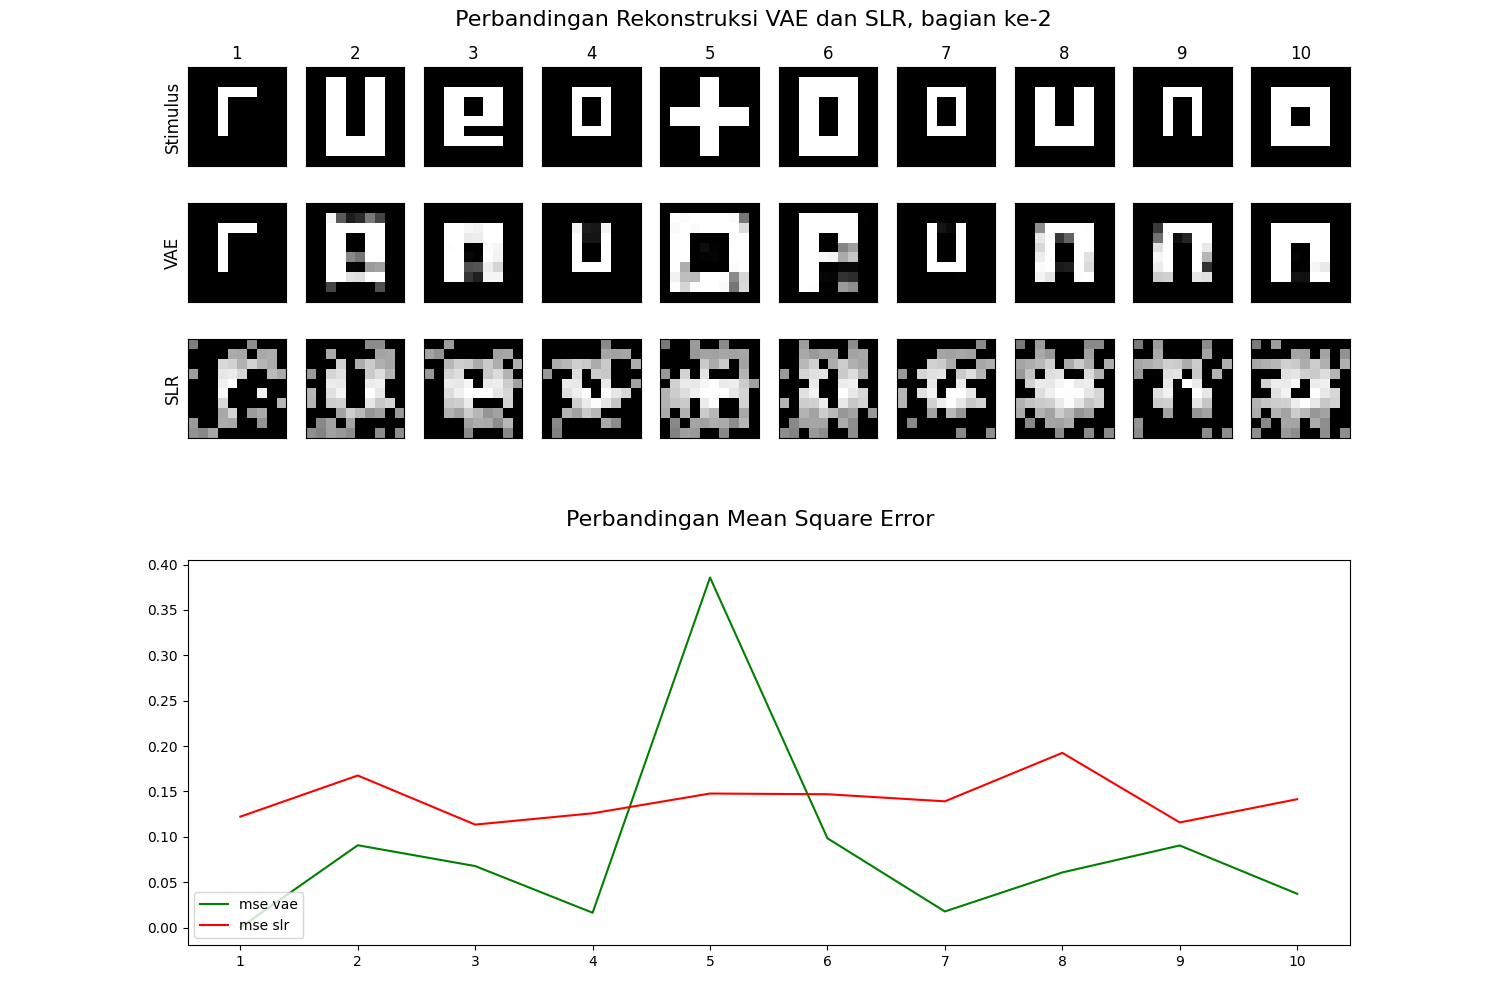 Perbandingan Rekonstruksi VAE dan SLR, bagian ke-2
1 2 3 4 5 6 7 8 9 10
Stimulus
VAE
SLR
Perbandingan Mean Square Error
0.40
0.35
0.30
0.25
0.20
0.15
0.10
0.05
0.00
mse vae
mse slr
1 2 3 4 5 6 7 8 9 10